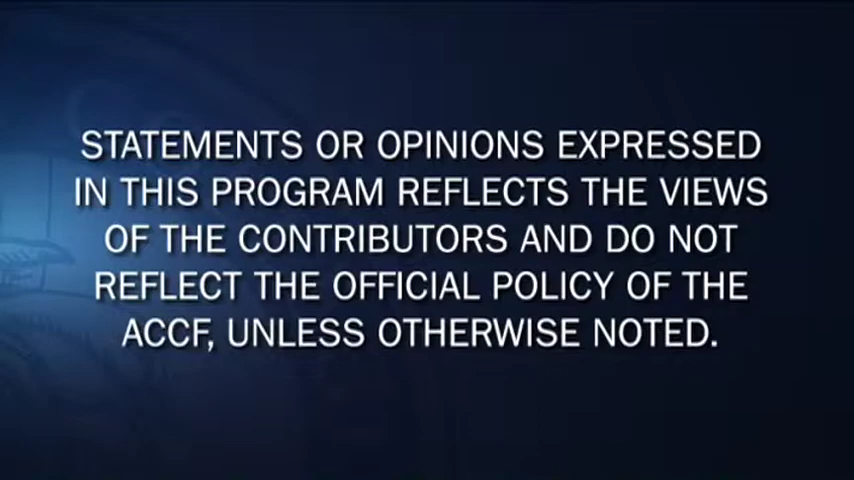 STATEMENTS OR OPINIONS EXPRESSED
IN THIS PROGRAM REFLECTS THE VIEWS
OF THE CONTRIBUTORS AND DO NOT
REFLECT THE OFFICIAL POLICY OF THE
ACCF, UNLESS OTHERWISE NOTED.